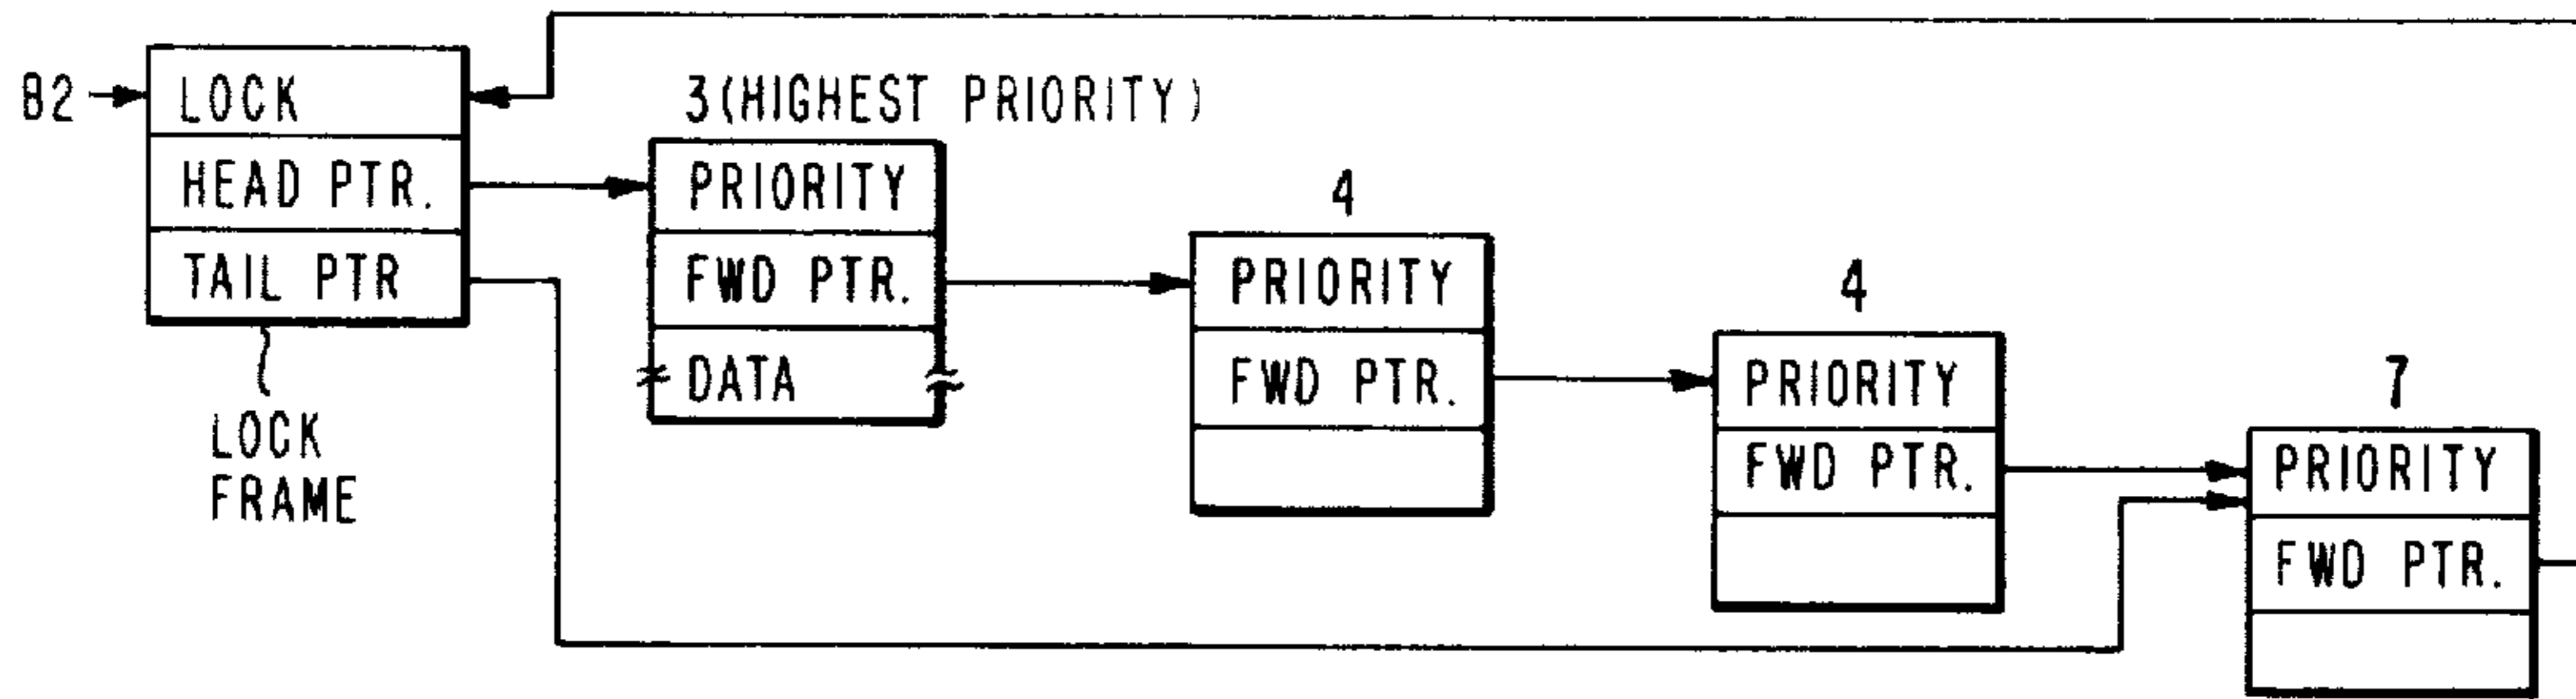 B2
LOCK
HEAD PTR.
TAIL PTR
LOCK
FRAME
3(HIGHEST PRIORITY)
PRIORITY
FWD PTR.
DATA
4
PRIORITY
FWD PTR.
4
PRIORITY
FWD PTR.
7
PRIORITY
FWD PTR.